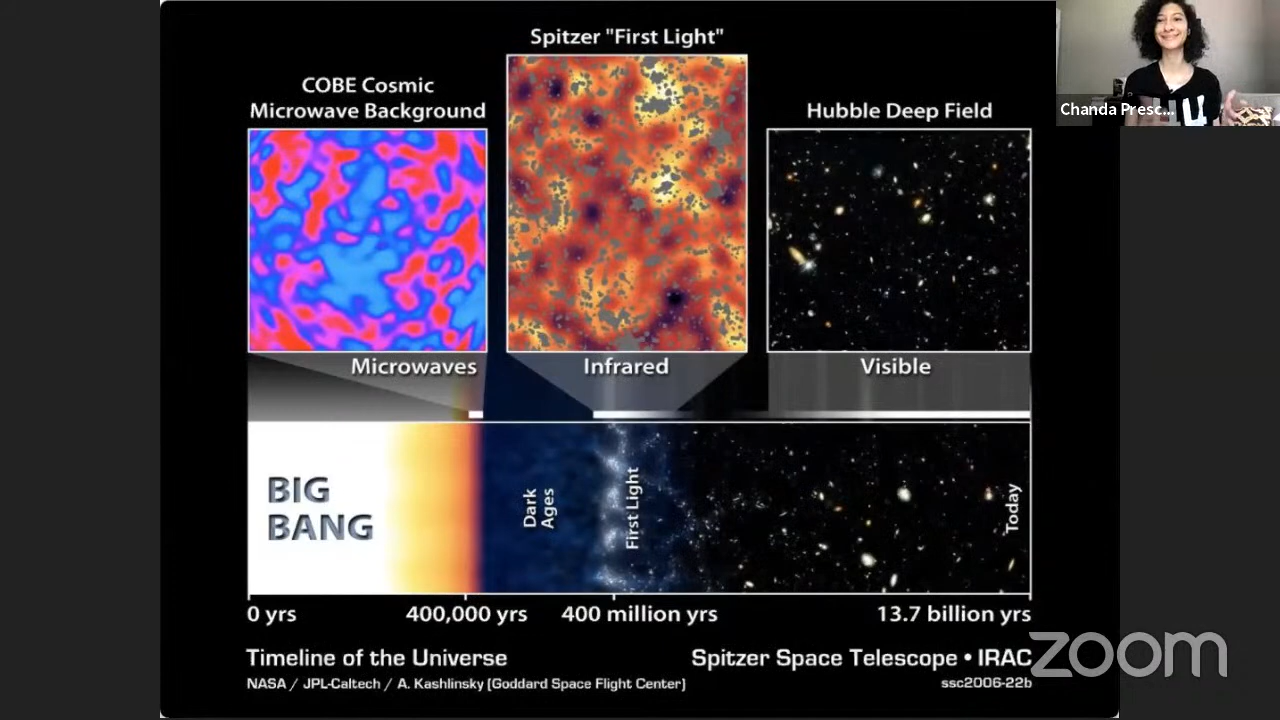 Spitzer "First Light"
COBE Cosmic
Microwave Background
Hubble Deep Field
Chanda Presc...
Microwaves
Infrared
Visible
BIG
BANG
Dark
Ages
First Light
Today
0 yrs
400,000 yrs
400 million yrs
13.7 billion yrs
Timeline of the Universe
Spitzer Space Telescope • IRAC
NASA / JPL-Caltech / A. Kashlinsky (Goddard Space Flight Center)
ssc2006-22b
zoom